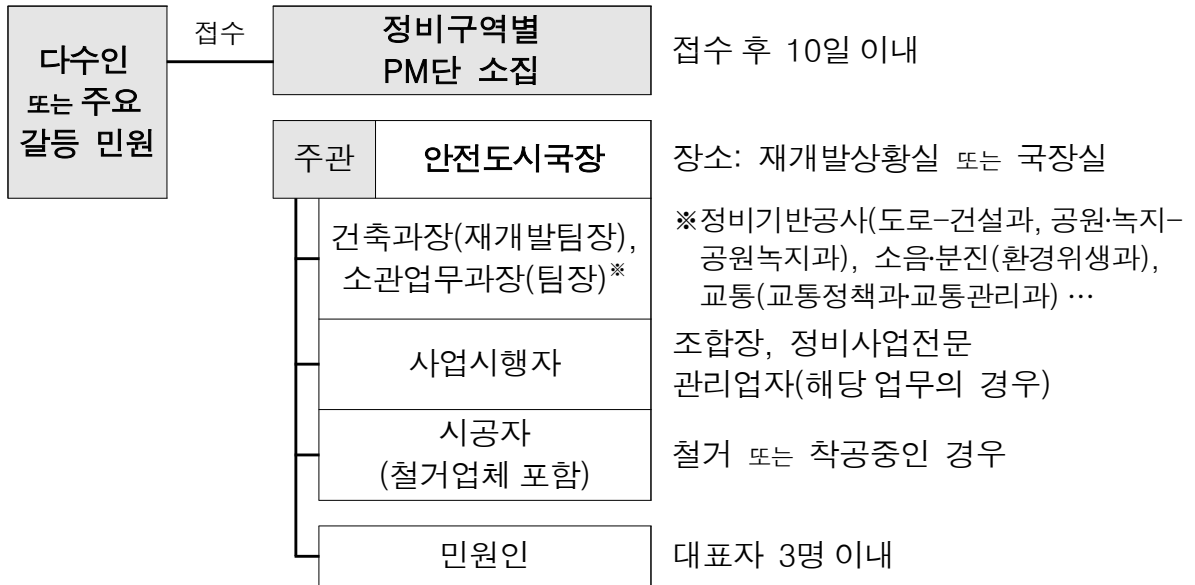 다수인
또는 주요
갈등 민원
접수
정비구역별
PM단 소집
접수 후 10일 이내
주관
안전도시국장
장소: 재개발상황실 또는 국장실
건축과장(재개발팀장),
소관업무과장(팀장)※
※정비기반공사(도로-건설과, 공원·녹지-
공원녹지과), 소음·분진(환경위생과),
교통(교통정책과·교통관리과) …
사업시행자
조합장, 정비사업전문
관리업자(해당 업무의 경우)
시공자
(철거업체 포함)
철거 또는 착공중인 경우
민원인
대표자 3명 이내